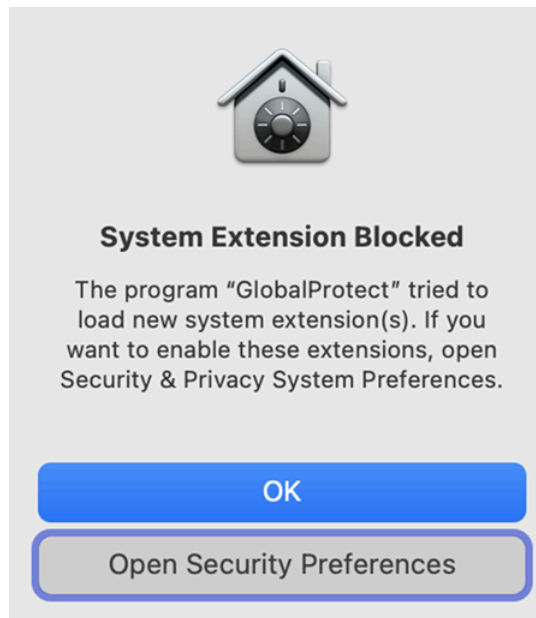 System Extension Blocked
The program “GlobalProtect” tried to
load new system extension(s). If you
want to enable these extensions, open
Security & Privacy System Preferences.
OK
Open Security Preferences